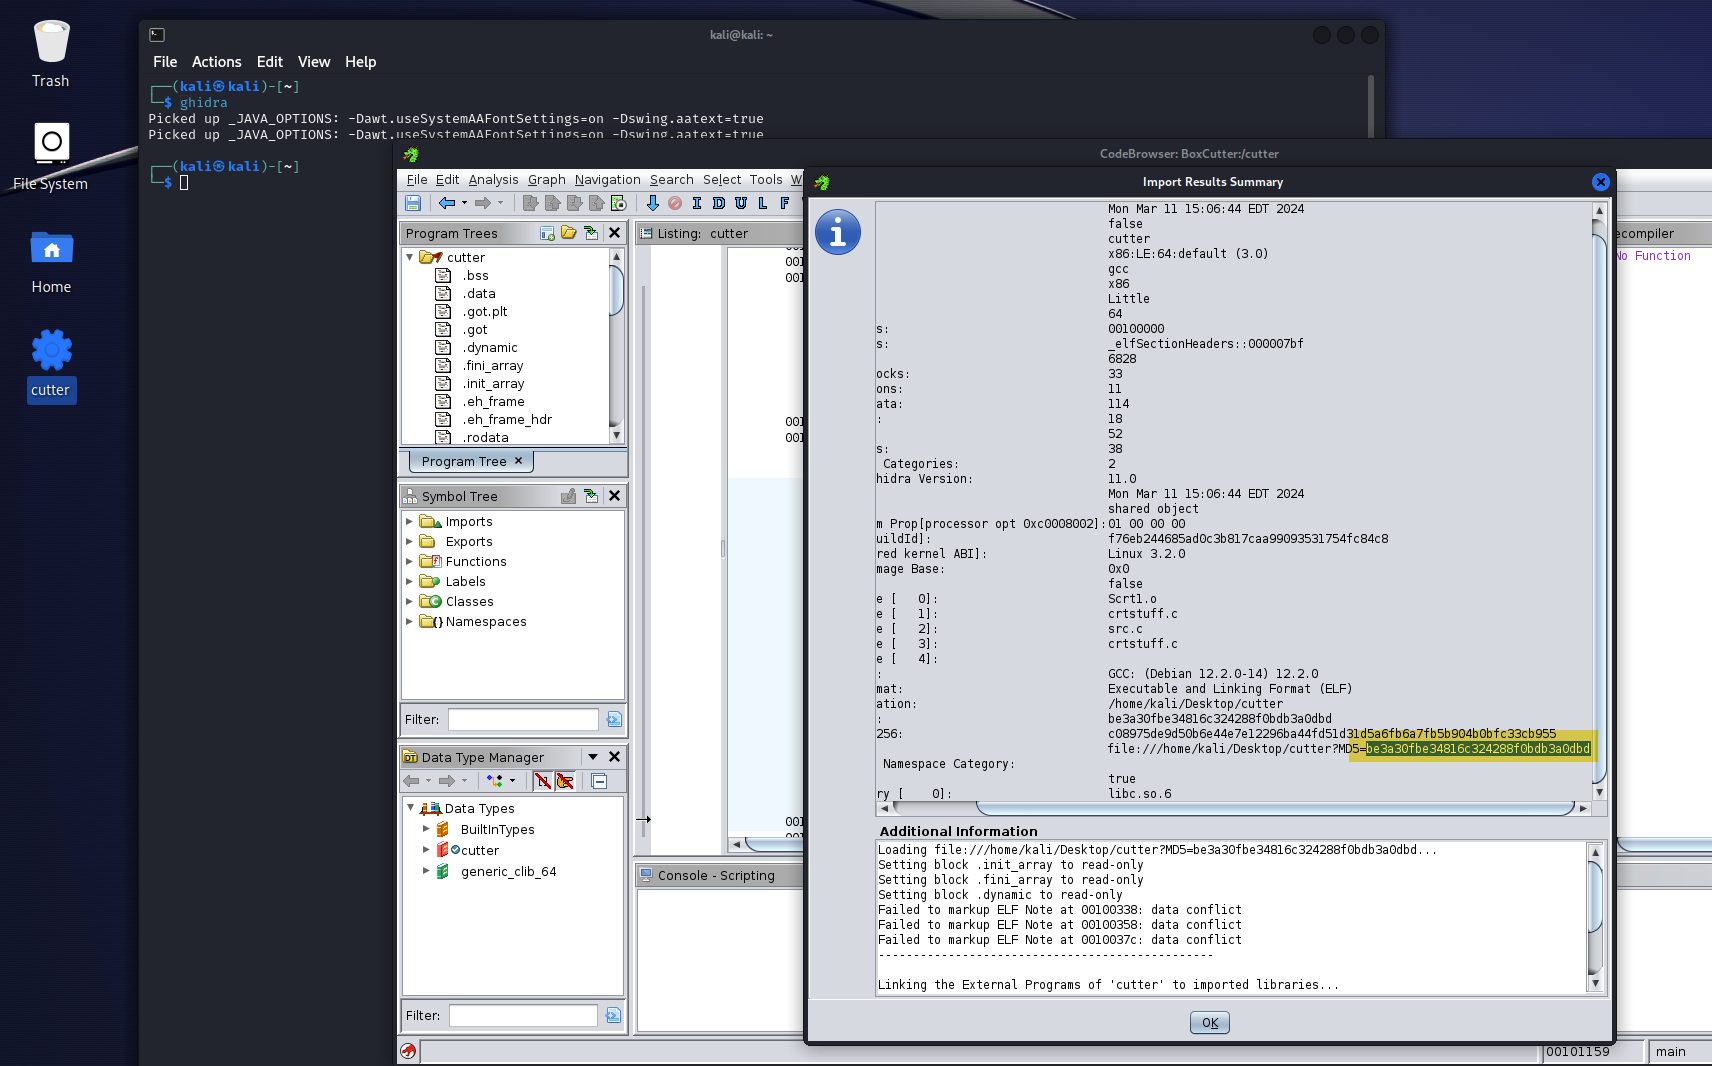 Trash
File System
Home
cutter
kali@kali: ~
File Actions Edit View Help
┌──(kali㉿kali)-[~]
└─$ ghidra
Picked up _JAVA_OPTIONS: -Dawt.useSystemAAFontSettings=on -Dswing.aatext=true
Picked up _JAVA_OPTIONS: -Dawt.useSystemAAFontSettings=on -Dswing.aatext=true
┌──(kali㉿kali)-[~]
└─$
CodeBrowser: BoxCutter:/cutter
File Edit Analysis Graph Navigation Search Select Tools W
I D U L F
Program Trees
cutter
.bss
.data
.got.plt
.got
.dynamic
.fini_array
.init_array
.eh_frame
.eh_frame_hdr
.rodata
Program Tree ×
Symbol Tree
Imports
Exports
Functions
Labels
Classes
Namespaces
Filter:
Data Type Manager
Data Types
BuiltInTypes
cutter
generic_clib_64
Filter:
Listing: cutter
001
001
001
001
001
Console - Scripting
ecompiler
No Function
Import Results Summary
Mon Mar 11 15:06:44 EDT 2024
false
cutter
x86:LE:64:default (3.0)
gcc
x86
Little
64
s: 00100000
s: _elfSectionHeaders::000007bf
6828
ocks: 33
ons: 11
ata: 114
: 18
52
s: 38
Categories: 2
hidra Version: 11.0
Mon Mar 11 15:06:44 EDT 2024
shared object
m Prop[processor opt 0xc0008002]: 01 00 00 00
uildId]: f76eb244685ad0c3b817caa99093531754fc84c8
red kernel ABI]: Linux 3.2.0
mage Base: 0x0
false
e [ 0]: Scrt1.o
e [ 1]: crtstuff.c
e [ 2]: src.c
e [ 3]: crtstuff.c
e [ 4]:
: GCC: (Debian 12.2.0-14) 12.2.0
mat: Executable and Linking Format (ELF)
ation: /home/kali/Desktop/cutter
: be3a30fbe34816c324288f0bdb3a0dbd
256: c08975de9d50b6e44e7e12296ba44fd51d31d5a6fb6a7fb5b904b0bfc33cb955
file:///home/kali/Desktop/cutter?MD5=be3a30fbe34816c324288f0bdb3a0dbd
Namespace Category:
true
ry [ 0]: libc.so.6
Additional Information
Loading file:///home/kali/Desktop/cutter?MD5=be3a30fbe34816c324288f0bdb3a0dbd...
Setting block .init_array to read-only
Setting block .fini_array to read-only
Setting block .dynamic to read-only
Failed to markup ELF Note at 00100338: data conflict
Failed to markup ELF Note at 00100358: data conflict
Failed to markup ELF Note at 0010037c: data conflict
------------------------------------------------
Linking the External Programs of 'cutter' to imported libraries...
OK
00101159
main